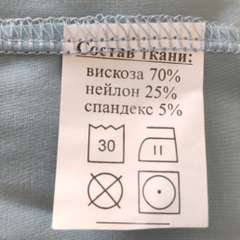 Состав ткани:
вискоза 70%
нейлон 25%
спандекс 5%
30